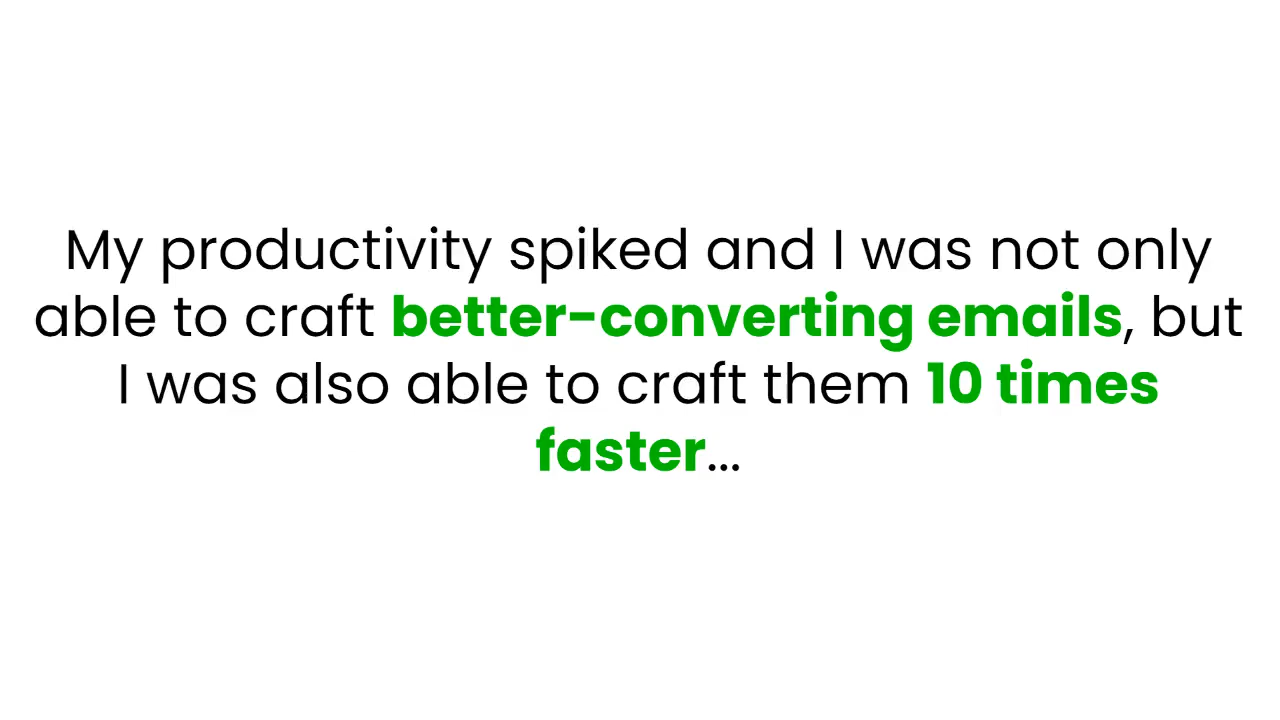 My productivity spiked and I was not only
able to craft better-converting emails, but
I was also able to craft them 10 times
faster...